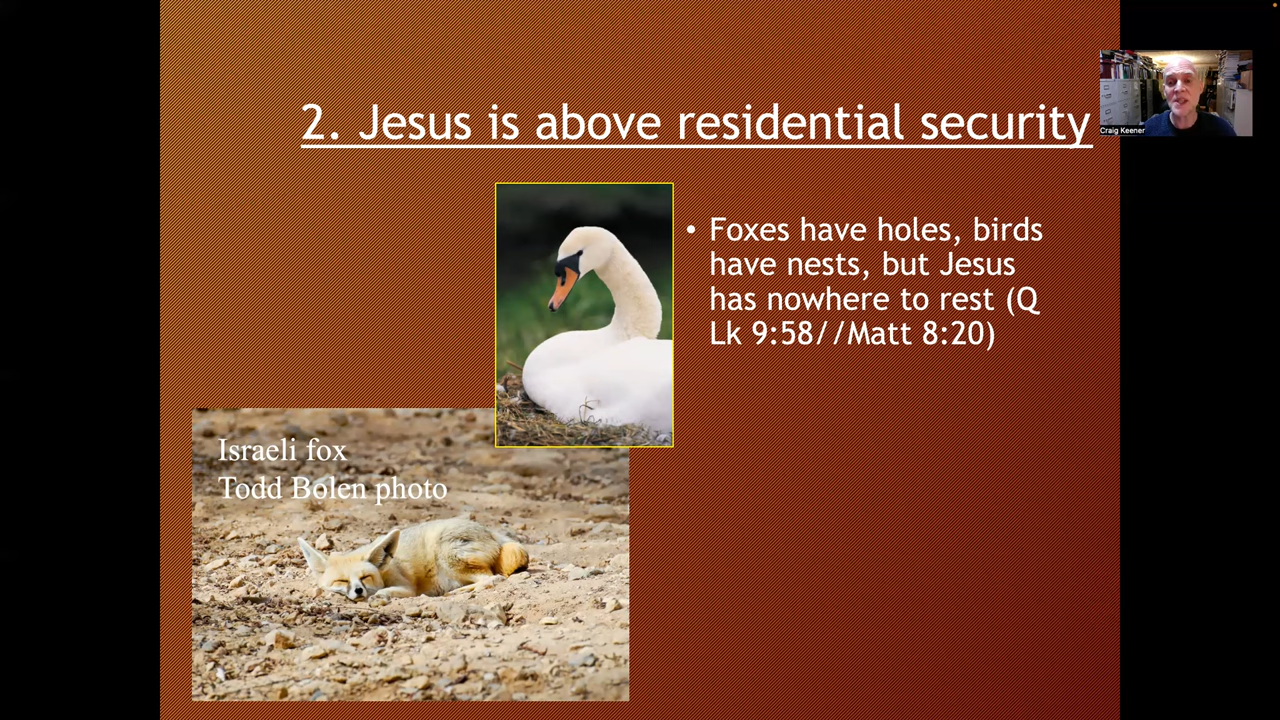 2. Jesus is above residential security
Craig Keener
• Foxes have holes, birds
have nests, but Jesus
has nowhere to rest (Q
Lk 9:58//Matt 8:20)
Israeli fox
Todd Bolen photo